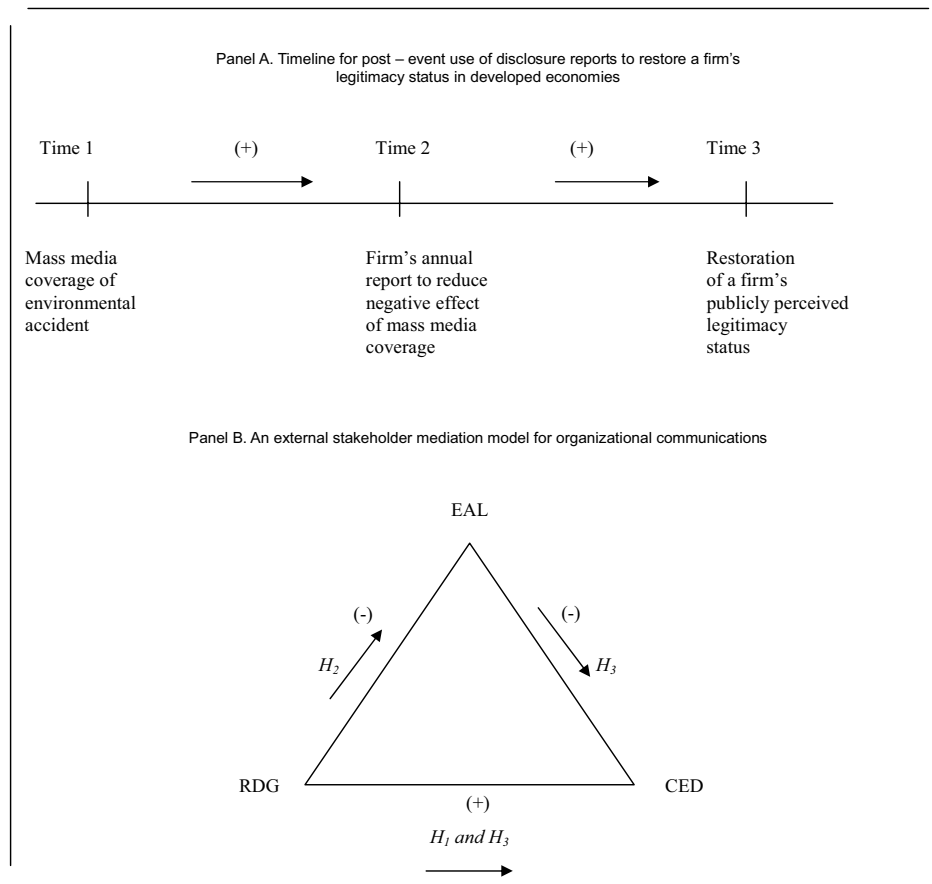 Panel A. Timeline for post – event use of disclosure reports to restore a firm's
legitimacy status in developed economies
Time 1
(+)
Time 2
(+)
Time 3
Mass media
coverage of
environmental
accident
Firm's annual
report to reduce
negative effect
of mass media
coverage
Restoration
of a firm's
publicly perceived
legitimacy
status
Panel B. An external stakeholder mediation model for organizational communications
EAL
(-)
(-)
H2
H3
RDG
CED
(+)
H1 and H3